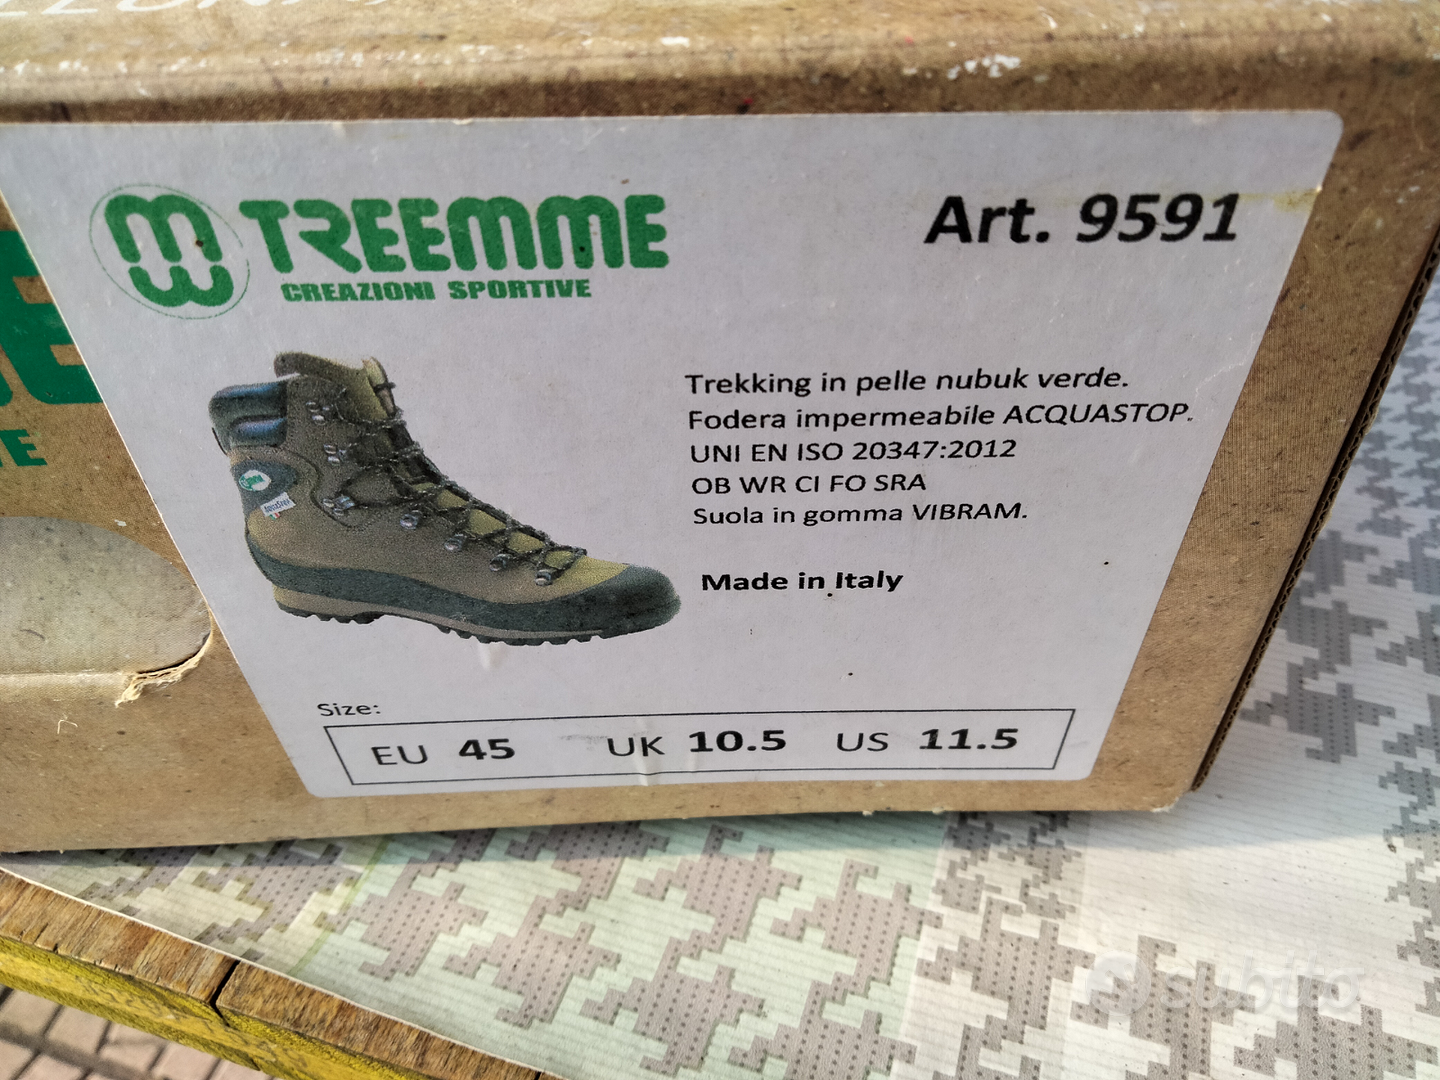 TREEMME
CREAZIONI SPORTIVE
Art. 9591
Trekking in pelle nubuk verde.
Fodera impermeabile ACQUASTOP.
UNI EN ISO 20347:2012
OB WR CI FO SRA
Suola in gomma VIBRAM.
Made in Italy
Size:
EU 45 UK 10.5 US 11.5
subito